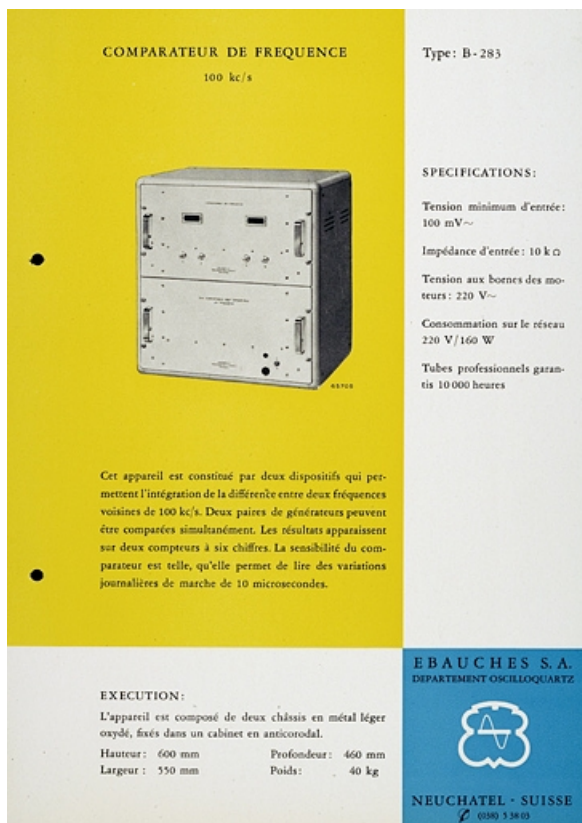 COMPARATEUR DE FREQUENCE
100 kc/s
Type: B-283
SPECIFICATIONS:
Tension minimum d'entrée:
100 mV~
Impédance d'entrée: 10 k Ω
Tension aux bornes des mo-
teurs: 220 V~
Consommation sur le réseau
220 V/160 W
Tubes professionnels garan-
tis 10 000 heures
65705
Cet appareil est constitué par deux dispositifs qui per-
mettent l'intégration de la différence entre deux fréquences
voisines de 100 kc/s. Deux paires de générateurs peuvent
être comparées simultanément. Les résultats apparaissent
sur deux compteurs à six chiffres. La sensibilité du com-
parateur est telle, qu'elle permet de lire des variations
journalières de marche de 10 microsecondes.
EXECUTION:
L'appareil est composé de deux châssis en métal léger
oxydé, fixés dans un cabinet en anticorodal.
Hauteur: 600 mm Profondeur: 460 mm
Largeur: 550 mm Poids: 40 kg
EBAUCHES S.A.
DEPARTEMENT OSCILLOQUARTZ
NEUCHATEL - SUISSE
(038) 5 38 03